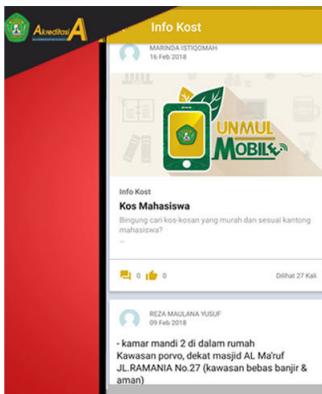 Akreditasi A
Info Kost
MARINDA ISTIQOMAH
16 Feb 2018
UNMUL
MOBILE
Info Kost
Kos Mahasiswa
Bingung cari kos-kosan yang murah dan sesuai kantong
mahasiswa?
...
0 0 Dilihat 27 Kali
REZA MAULANA YUSUF
09 Feb 2018
- kamar mandi 2 di dalam rumah
Kawasan porvo, dekat masjid AL Ma'ruf
JL.RAMANIA No.27 (kawasan bebas banjir &
aman)